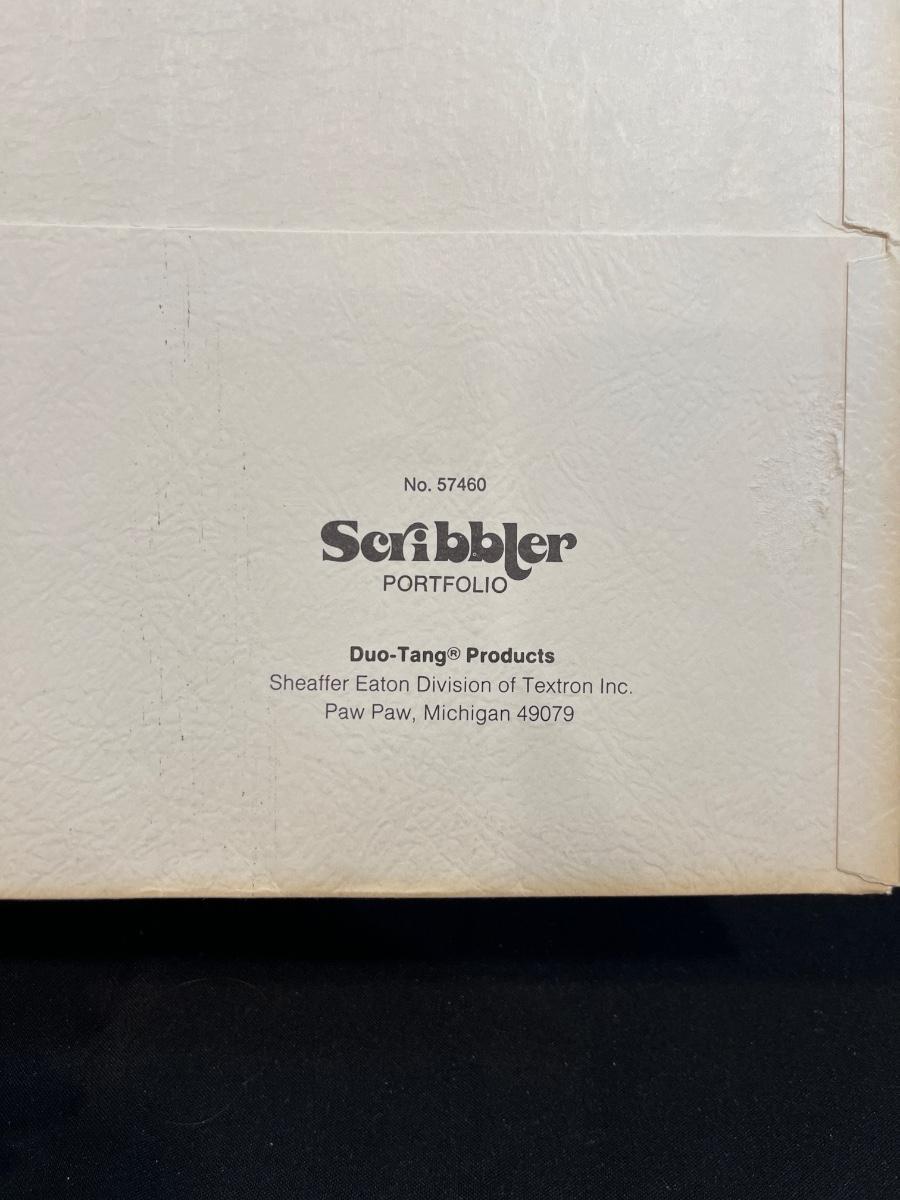 No. 57460
Scribbler
PORTFOLIO
Duo-Tang® Products
Sheaffer Eaton Division of Textron Inc.
Paw Paw, Michigan 49079